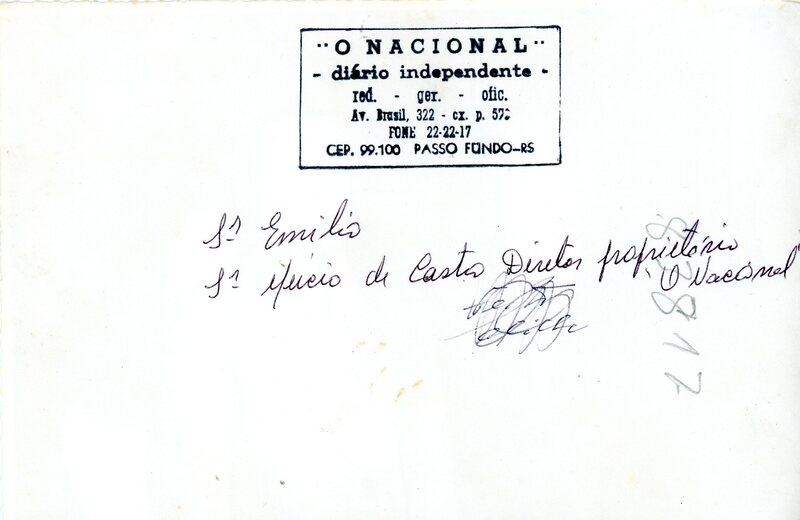 "O NACIONAL"
- diário independente -
red. - ger. - ofic.
Av. Brasil, 322 - cx. p. 572
FONE 22-22-17
CEP. 99.100 PASSO FUNDO-RS
Sr Emilio
Sr Múcio de Castro Diretor proprietário
"O Nacional"